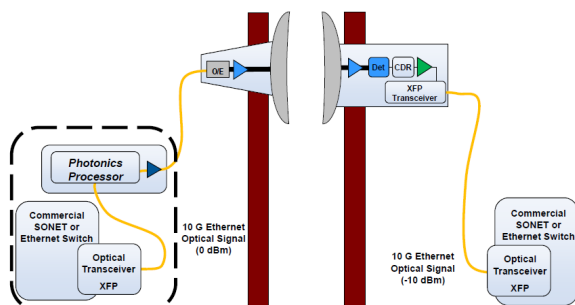 O/E
Det
CDR
XFP
Transceiver
Photonics
Processor
Commercial
SONET or
Ethernet Switch
Optical
Transceiver
XFP
10 G Ethernet
Optical Signal
(0 dBm)
10 G Ethernet
Optical Signal
(-10 dBm)
Commercial
SONET or
Ethernet Switch
Optical
Transceiver
XFP